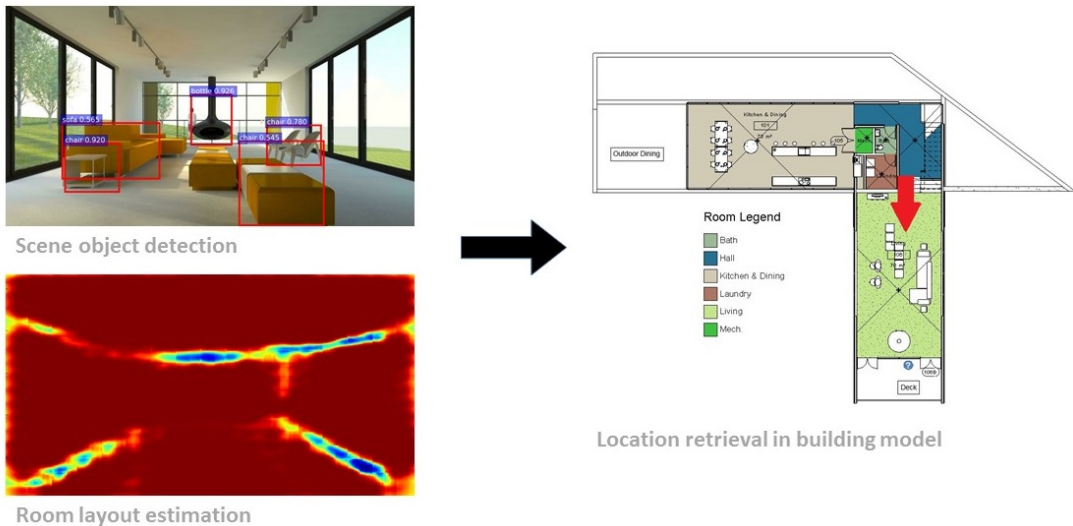 bottle 0.926
sofa 0.565
chair 0.780
chair 0.920
chair 0.545
Scene object detection
Room layout estimation
Kitchen & Dining
101
Outdoor Dining
Room Legend
Bath
Hall
Kitchen & Dining
Laundry
Living
Mech.
Deck
Location retrieval in building model